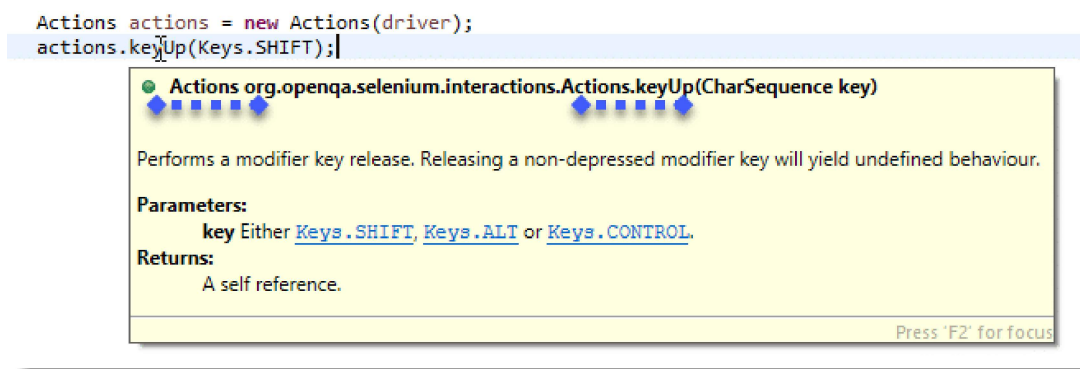 Actions actions = new Actions(driver);
actions.keyUp(Keys.SHIFT);
Actions org.openqa.selenium.interactions.Actions.keyUp(CharSequence key)
Performs a modifier key release. Releasing a non-depressed modifier key will yield undefined behaviour.
Parameters:
key Either Keys.SHIFT, Keys.ALT or Keys.CONTROL.
Returns:
A self reference.
Press 'F2' for focus